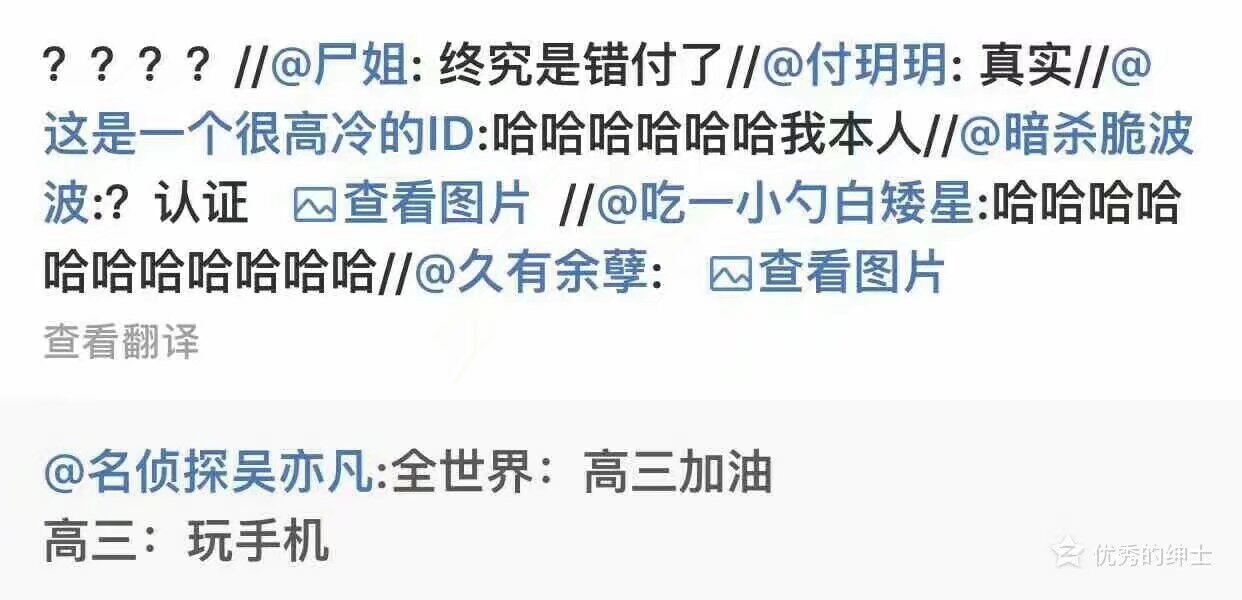 ？？？？//@尸姐: 终究是错付了//@付玥玥: 真实//@
这是一个很高冷的ID:哈哈哈哈哈哈我本人//@暗杀脆波
波:？认证 查看图片 //@吃一小勺白矮星:哈哈哈哈
哈哈哈哈哈哈哈//@久有余孽: 查看图片
查看翻译
@名侦探吴亦凡:全世界：高三加油
高三：玩手机
优秀的绅士